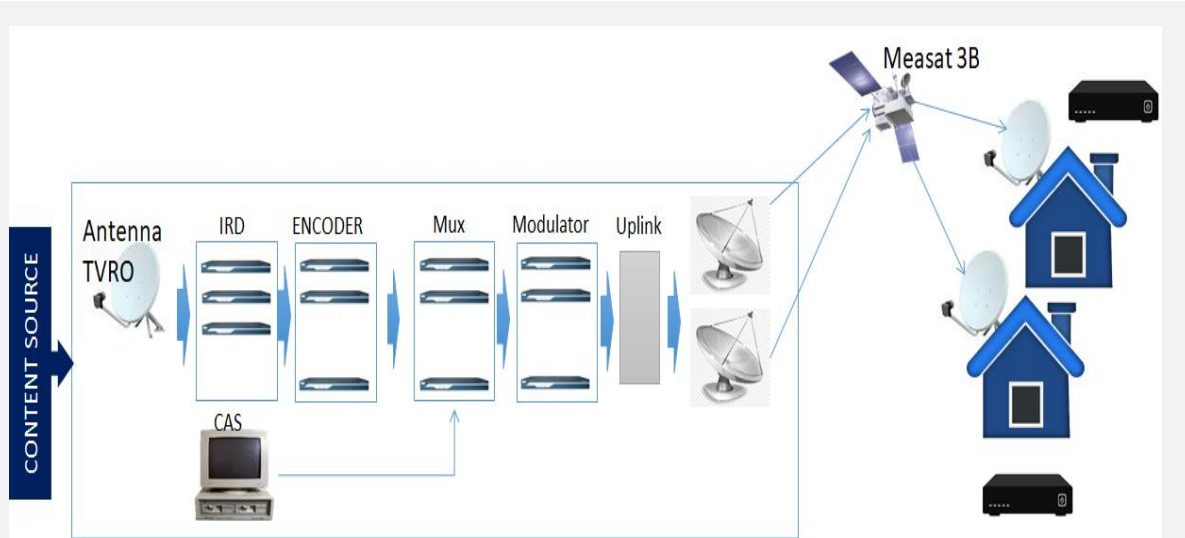 CONTENT SOURCE
Antenna
TVRO
IRD
ENCODER
Mux
Modulator
Uplink
CAS
Measat 3B